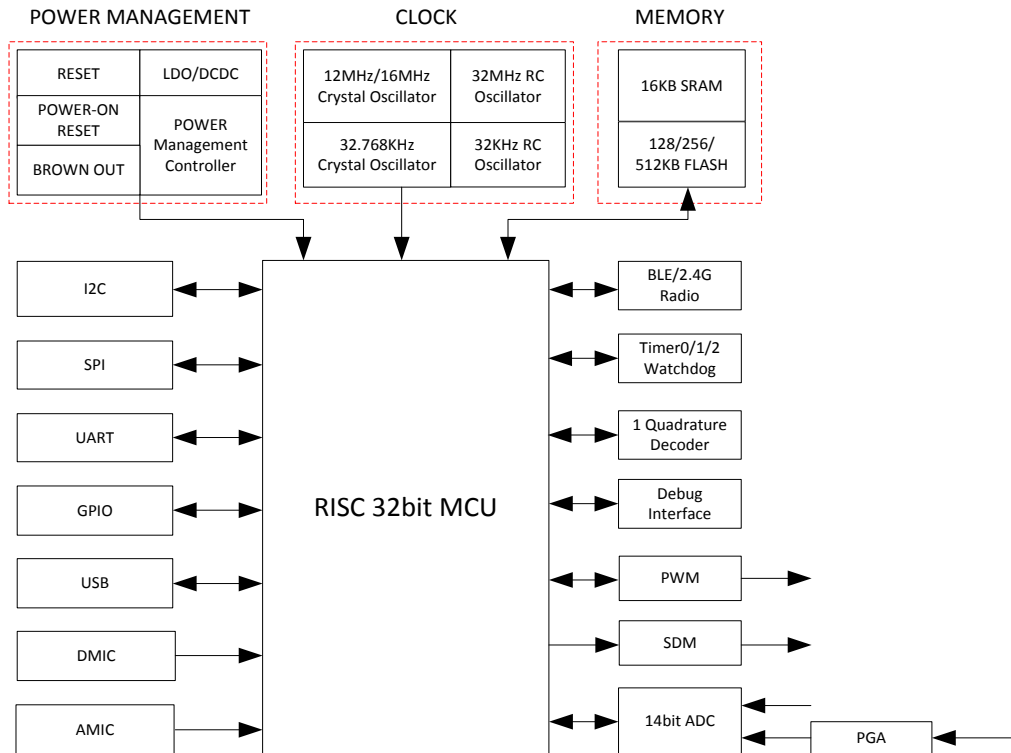 POWER MANAGEMENT
CLOCK
MEMORY
RESET
LDO/DCDC
POWER-ON
RESET
POWER
Management
Controller
BROWN OUT
12MHz/16MHz
Crystal Oscillator
32MHz RC
Oscillator
32.768KHz
Crystal Oscillator
32KHz RC
Oscillator
16KB SRAM
128/256/
512KB FLASH
I2C
SPI
UART
GPIO
USB
DMIC
AMIC
RISC 32bit MCU
BLE/2.4G
Radio
Timer0/1/2
Watchdog
1 Quadrature
Decoder
Debug
Interface
PWM
SDM
14bit ADC
PGA